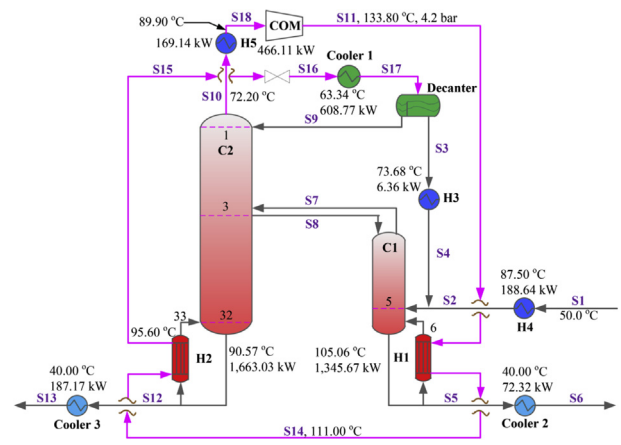 89.90 °C
S18
COM
S11, 133.80 °C, 4.2 bar
169.14 kW
H5
466.11 kW
Cooler 1
S15
S16
S17
S10
72.20 °C
63.34 °C
608.77 kW
Decanter
S9
1
C2
S3
73.68 °C
6.36 kW
H3
3
S7
S8
C1
S4
87.50 °C
188.64 kW
5
S2
S1
50.0 °C
H4
33
32
6
95.60 °C
H2
90.57 °C
1,663.03 kW
105.06 °C
1,345.67 kW
H1
40.00 °C
187.17 kW
40.00 °C
72.32 kW
S13
S12
S5
S6
Cooler 3
Cooler 2
S14, 111.00 °C